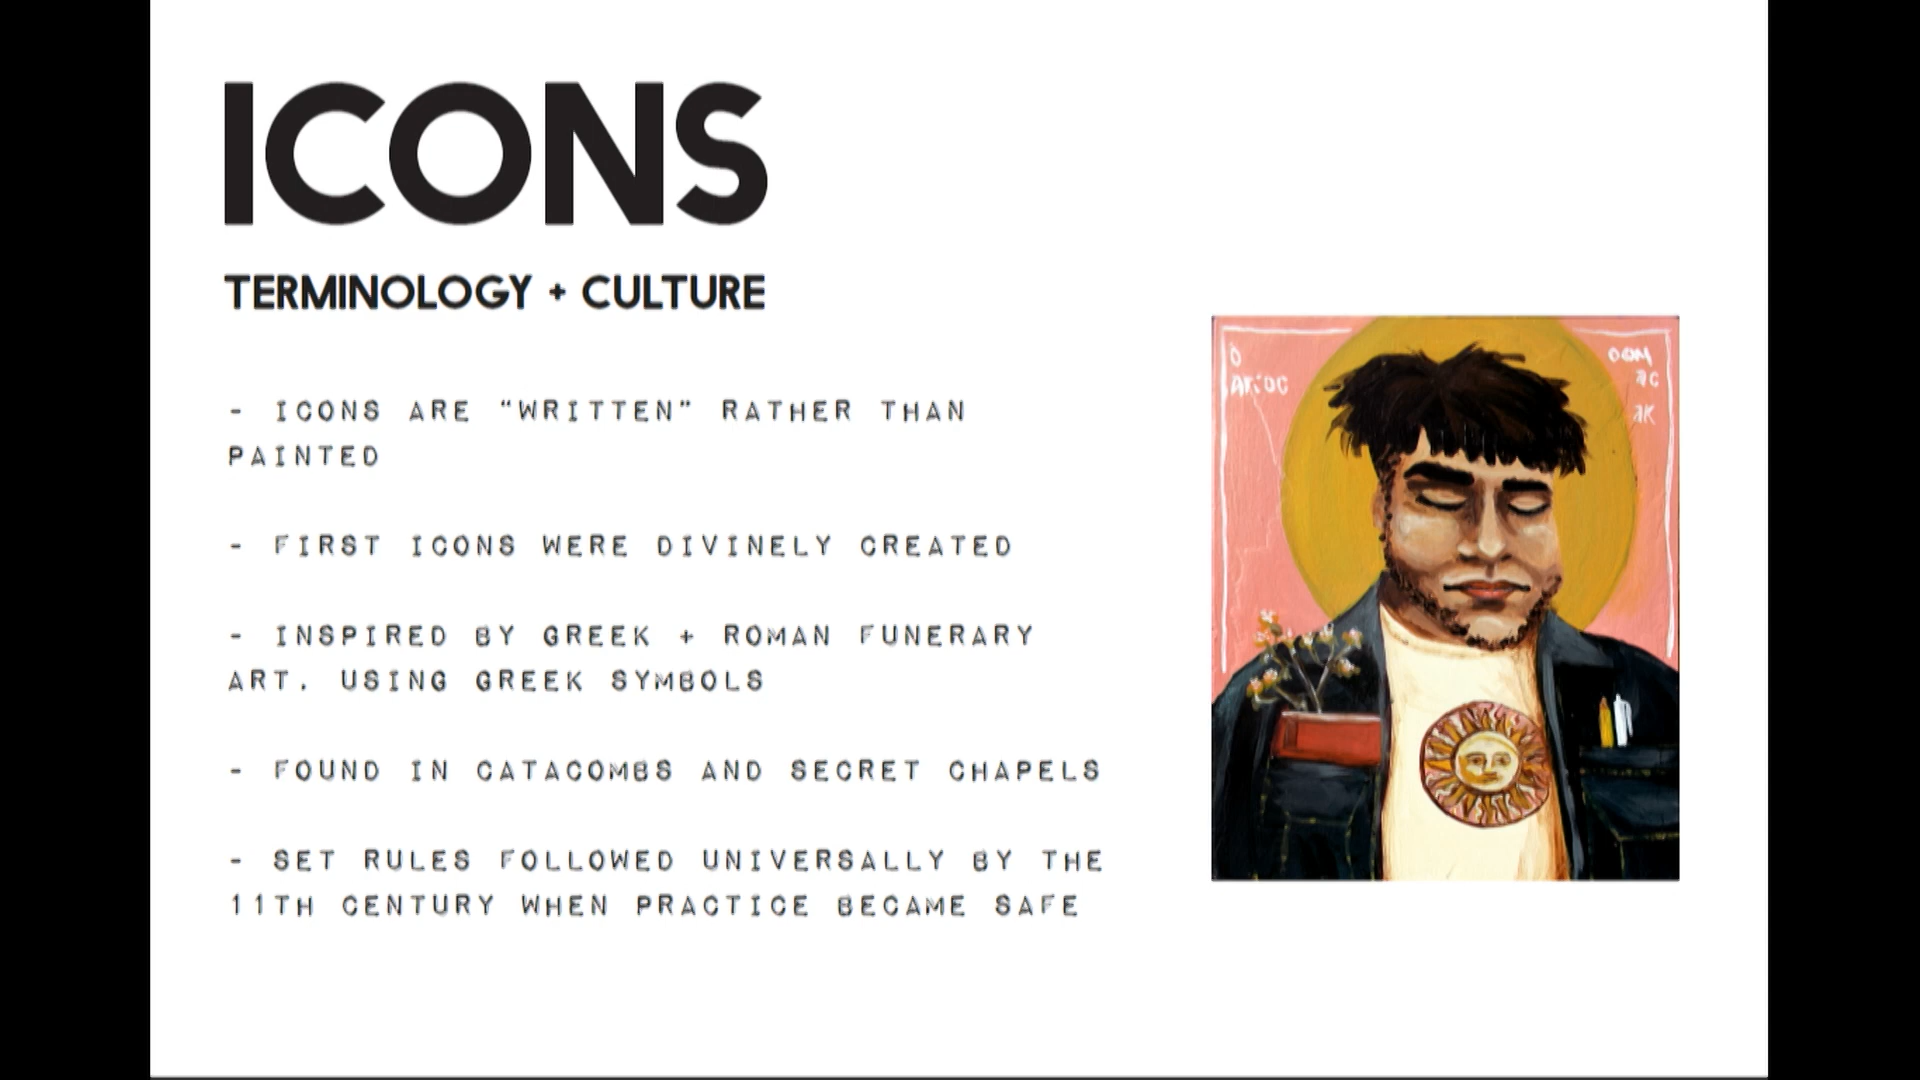 ICONS
TERMINOLOGY + CULTURE
- ICONS ARE "WRITTEN" RATHER THAN
PAINTED
- FIRST ICONS WERE DIVINELY CREATED
- INSPIRED BY GREEK + ROMAN FUNERARY
ART. USING GREEK SYMBOLS
- FOUND IN CATACOMBS AND SECRET CHAPELS
- SET RULES FOLLOWED UNIVERSALLY BY THE
11TH CENTURY WHEN PRACTICE BECAME SAFE